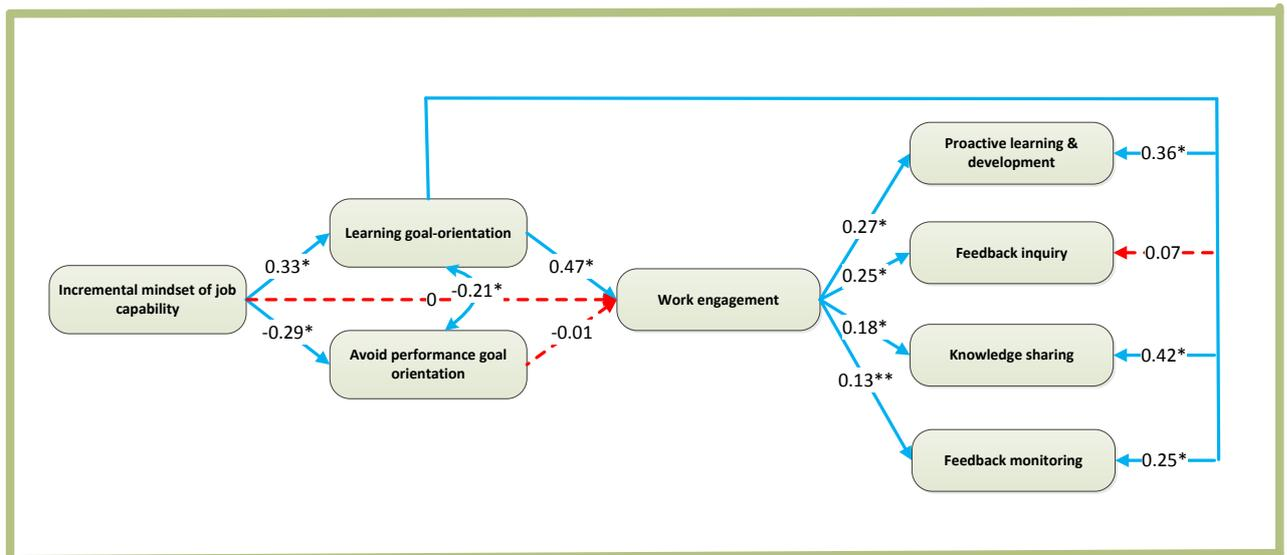 Proactive learning &
development
0.36*
0.27*
Learning goal-orientation
Feedback inquiry
0.07
0.33*
0.47*
0.25*
Incremental mindset of job
capability
0
-0.21*
Work engagement
-0.29*
-0.01
0.18*
Avoid performance goal
orientation
Knowledge sharing
0.42*
0.13**
Feedback monitoring
0.25*